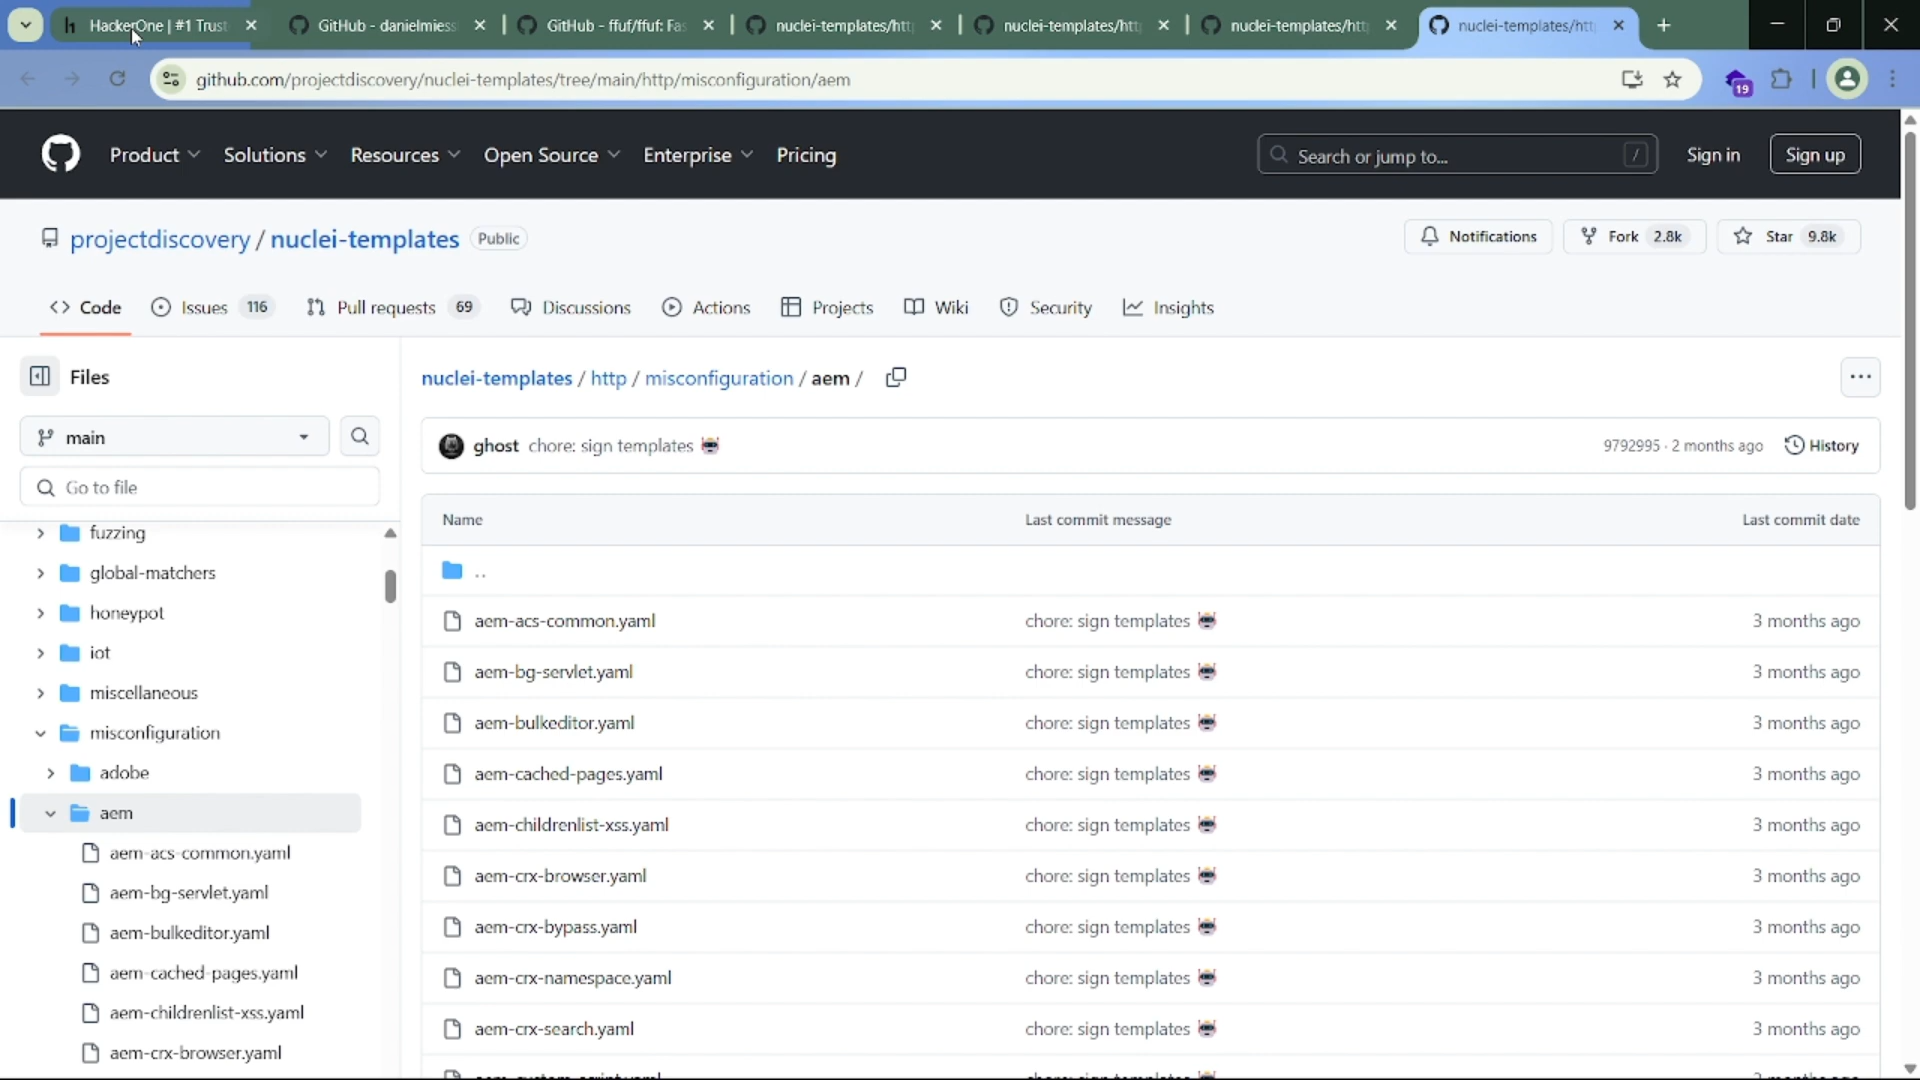 HackerOne | #1 Trust
GitHub - danielmiess
GitHub - ffuf/ffuf: Fas
nuclei-templates/htt
nuclei-templates/htt
nuclei-templates/htt
nuclei-templates/htt
github.com/projectdiscovery/nuclei-templates/tree/main/http/misconfiguration/aem
19
Product
Solutions
Resources
Open Source
Enterprise
Pricing
Search or jump to...
/
Sign in
Sign up
projectdiscovery / nuclei-templates Public
Notifications
Fork 2.8k
Star 9.8k
Code
Issues 116
Pull requests 69
Discussions
Actions
Projects
Wiki
Security
Insights
Files
main
Go to file
fuzzing
global-matchers
honeypot
iot
miscellaneous
misconfiguration
adobe
aem
aem-acs-common.yaml
aem-bg-servlet.yaml
aem-bulkeditor.yaml
aem-cached-pages.yaml
aem-childrenlist-xss.yaml
aem-crx-browser.yaml
nuclei-templates / http / misconfiguration / aem /
ghost chore: sign templates
9792995 · 2 months ago
History
Name Last commit message Last commit date
..
aem-acs-common.yaml chore: sign templates 3 months ago
aem-bg-servlet.yaml chore: sign templates 3 months ago
aem-bulkeditor.yaml chore: sign templates 3 months ago
aem-cached-pages.yaml chore: sign templates 3 months ago
aem-childrenlist-xss.yaml chore: sign templates 3 months ago
aem-crx-browser.yaml chore: sign templates 3 months ago
aem-crx-bypass.yaml chore: sign templates 3 months ago
aem-crx-namespace.yaml chore: sign templates 3 months ago
aem-crx-search.yaml chore: sign templates 3 months ago